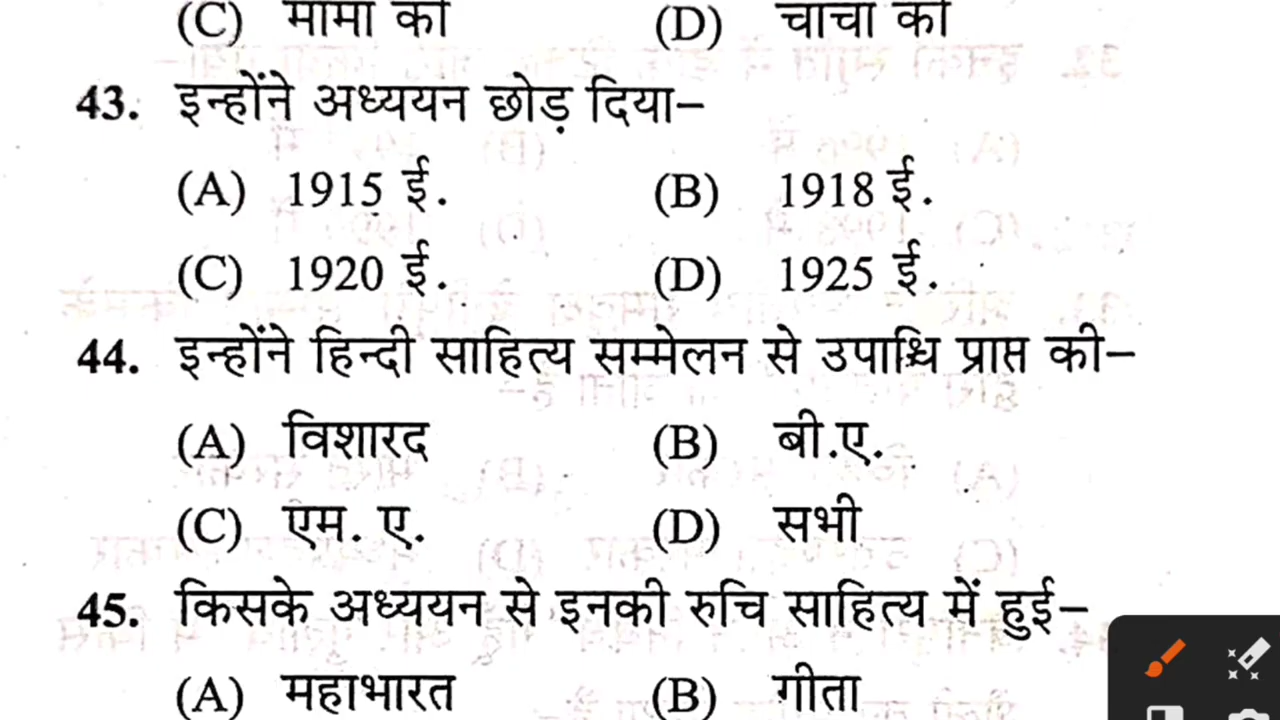 (C) मामा का (D) चाचा का
43. इन्होंने अध्ययन छोड़ दिया–
(A) 1915 ई. (B) 1918 ई.
(C) 1920 ई. (D) 1925 ई.
44. इन्होंने हिन्दी साहित्य सम्मेलन से उपाधि प्राप्त की–
(A) विशारद (B) बी.ए.
(C) एम. ए. (D) सभी
45. किसके अध्ययन से इनकी रुचि साहित्य में हुई–
(A) महाभारत (B) गीता